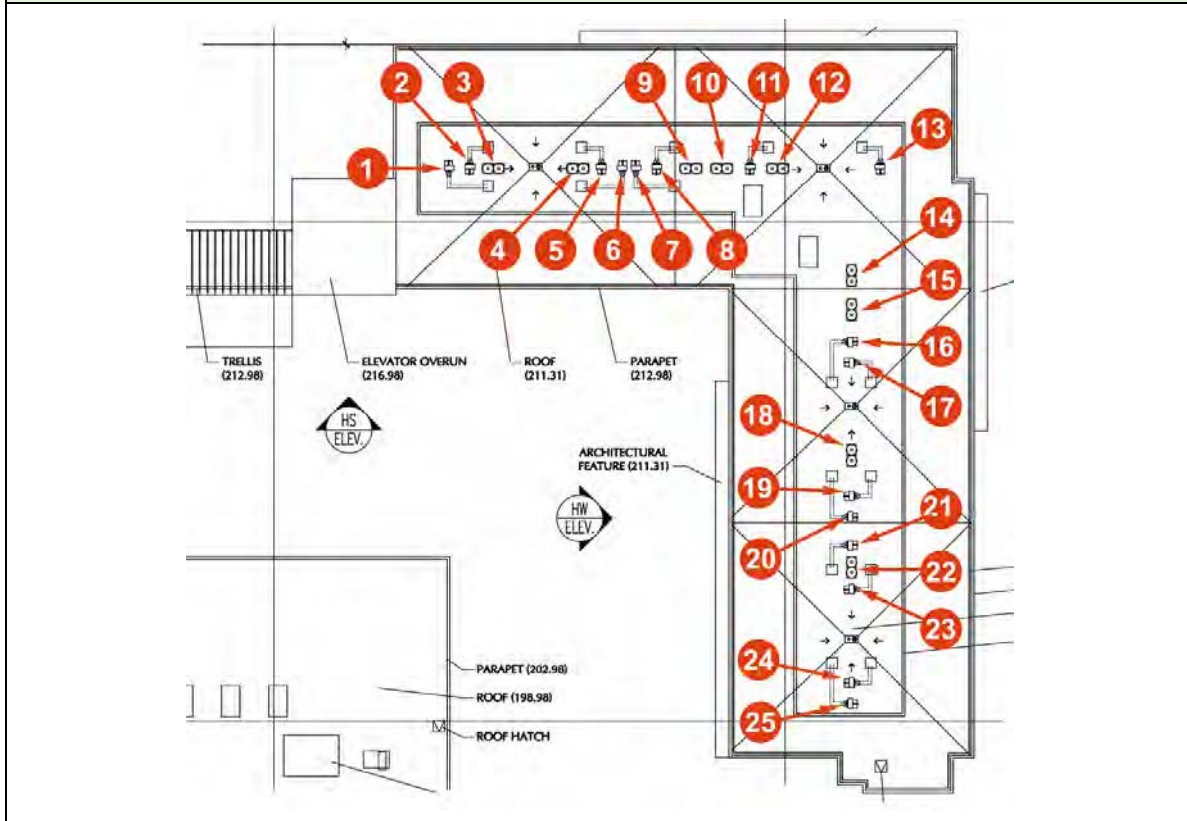 2
3
9
10
11
12
13
1
14
4
5
6
7
8
15
16
TRELLIS
(212.98)
ELEVATOR OVERUN
(216.98)
ROOF
(211.31)
PARAPET
(212.98)
17
18
HS
ELEV.
ARCHITECTURAL
FEATURE (211.31)
19
21
HW
ELEV.
20
22
23
24
PARAPET (202.98)
ROOF (198.98)
25
ROOF HATCH